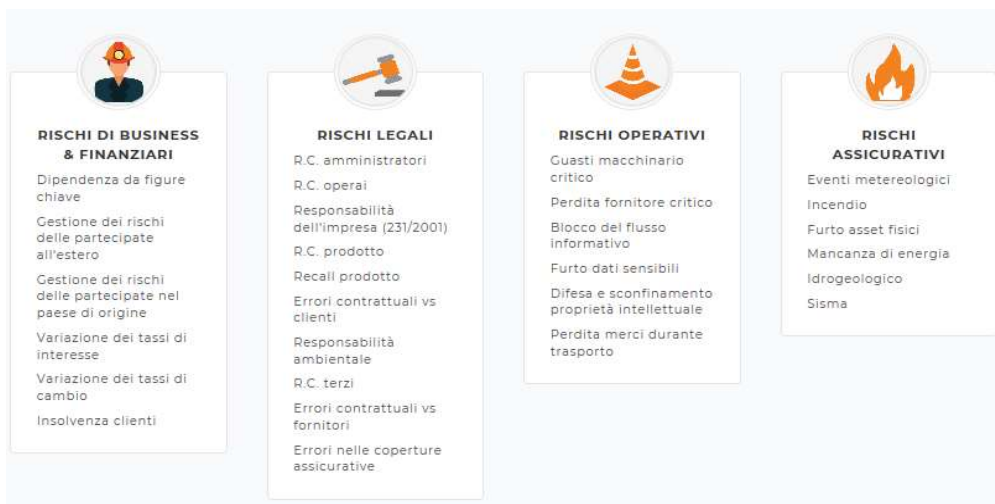 RISCHI DI BUSINESS
& FINANZIARI
Dipendenza da figure
chiave
Gestione dei rischi
delle partecipate
all'estero
Gestione dei rischi
delle partecipate nel
paese di origine
Variazione dei tassi di
interesse
Variazione dei tassi di
cambio
Insolvenza clienti
RISCHI LEGALI
R.C. amministratori
R.C. operai
Responsabilità
dell'impresa (231/2001)
R.C. prodotto
Recall prodotto
Errori contrattuali vs
clienti
Responsabilità
ambientale
R.C. terzi
Errori contrattuali vs
fornitori
Errori nelle coperture
assicurative
RISCHI OPERATIVI
Guasti macchinario
critico
Perdita fornitore critico
Blocco del flusso
informativo
Furto dati sensibili
Difesa e sconfinamento
proprietà intellettuale
Perdita merci durante
trasporto
RISCHI
ASSICURATIVI
Eventi metereologici
Incendio
Furto asset fisici
Mancanza di energia
Idrogeologico
Sisma